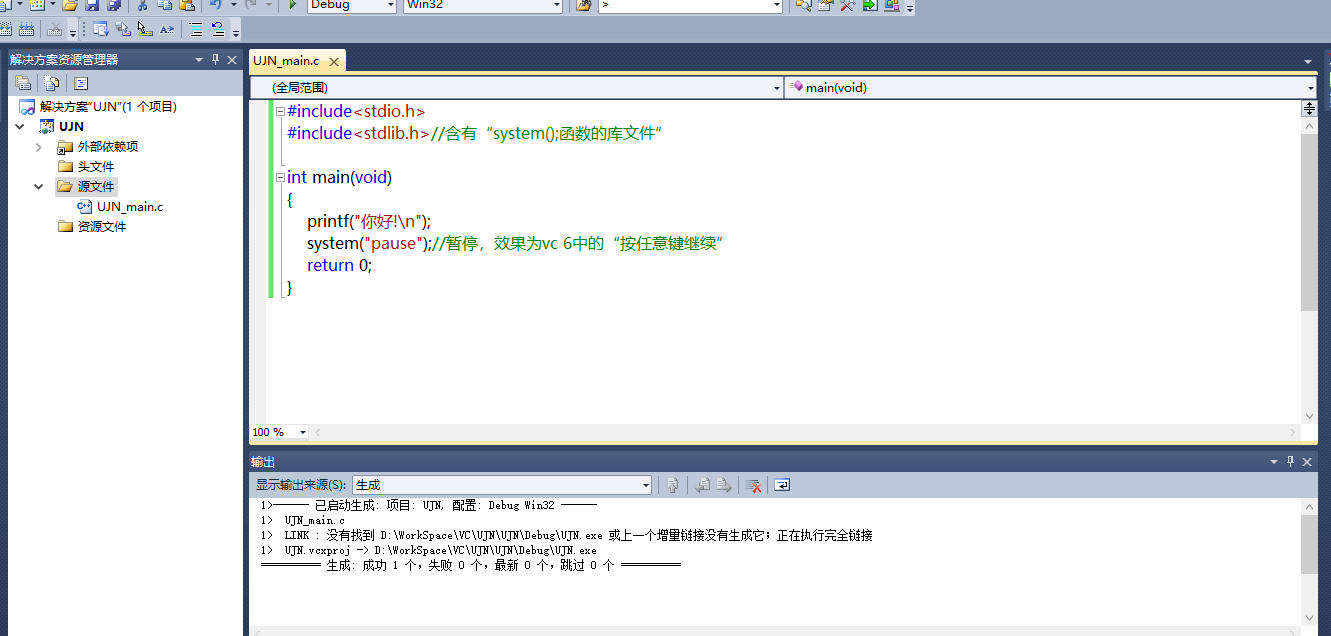 Debug
Win32
>
解决方案资源管理器
解决方案"UJN"(1 个项目)
UJN
外部依赖项
头文件
源文件
UJN_main.c
资源文件
UJN_main.c
(全局范围)
main(void)
#include<stdio.h>
#include<stdlib.h>//含有“system();函数的库文件”
int main(void)
{
printf("你好!\n");
system("pause");//暂停，效果为vc 6中的“按任意键继续”
return 0;
}
100 %
输出
显示输出来源(S): 生成
1>------ 已启动生成: 项目: UJN, 配置: Debug Win32 ------
1>  UJN_main.c
1>  LINK : 没有找到 D:\WorkSpace\VC\UJN\UJN\Debug\UJN.exe 或上一个增量链接没有生成它；正在执行完全链接
1>  UJN.vcxproj -> D:\WorkSpace\VC\UJN\UJN\Debug\UJN.exe
========== 生成: 成功 1 个，失败 0 个，最新 0 个，跳过 0 个 ==========